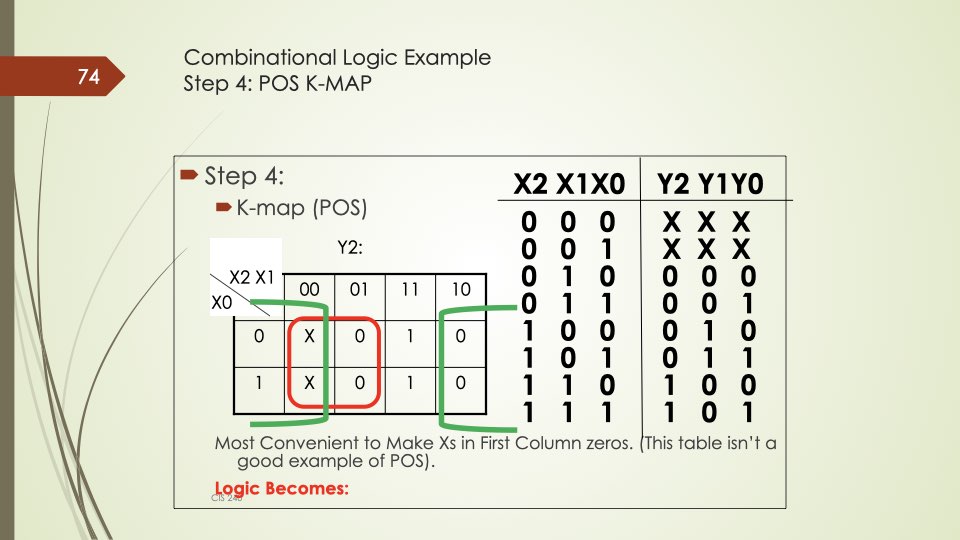 74
Combinational Logic Example
Step 4: POS K-MAP
Step 4:
K-map (POS)
Y2:
X2 X1
X0
00 01 11 10
0 X 0 1 0
1 X 0 1 0
X2 X1X0 Y2 Y1Y0
0 0 0 X X X
0 0 1 X X X
0 1 0 0 0 0
0 1 1 0 0 1
1 0 0 0 1 0
1 0 1 0 1 1
1 1 0 1 0 0
1 1 1 1 0 1
Most Convenient to Make Xs in First Column zeros. (This table isn't a
good example of POS).
Logic Becomes:
CIS 240